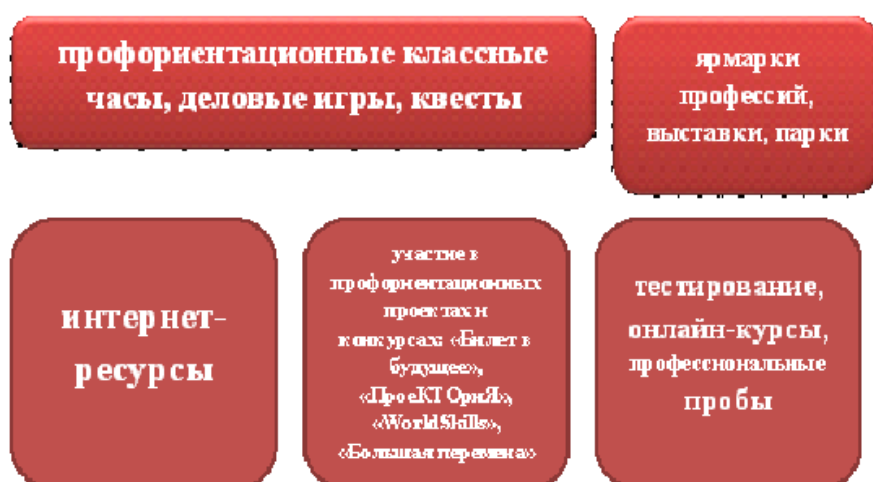 профориентационные классные
часы, деловые игры, квесты
ярмарки
профессий,
выставки, парки
интернет-
ресурсы
участие в
профориентационных
проектах и
конкурсах: «Билет в
будущее»,
«ПроеКТОриЯ»,
«WorldSkills»,
«Большая перемена»
тестирование,
онлайн-курсы,
профессиональные
пробы